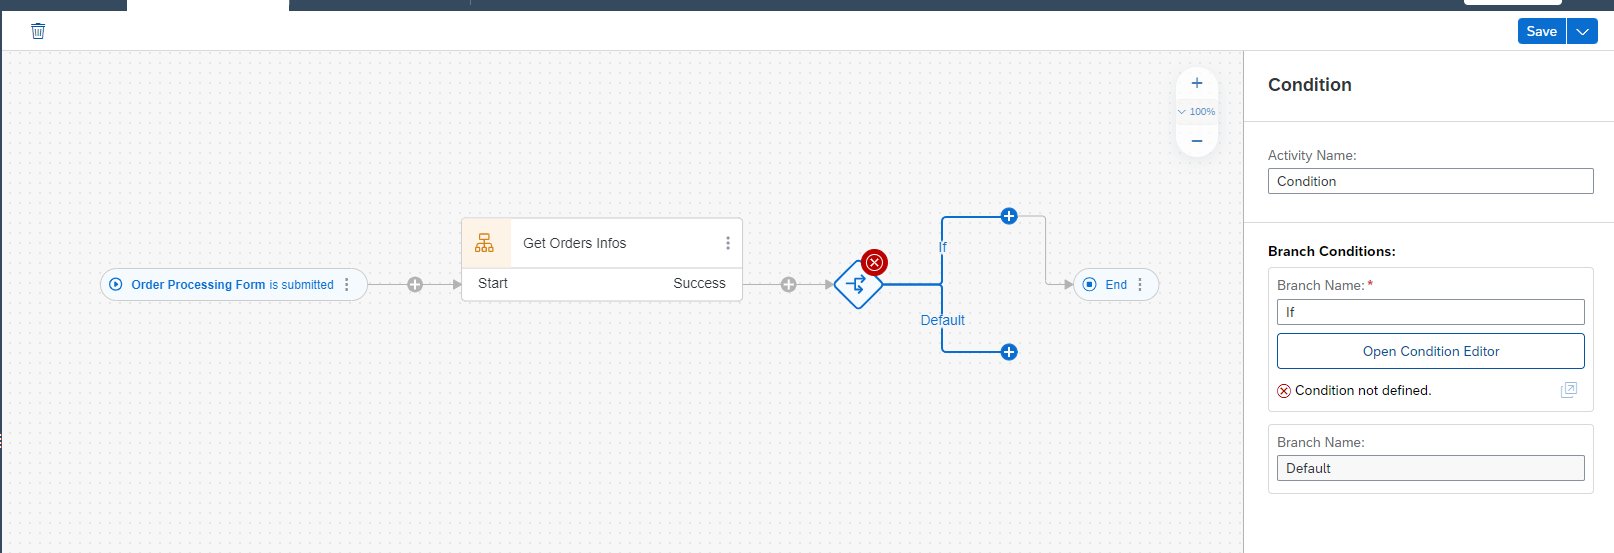 Save
100%
Order Processing Form is submitted
Get Orders Infos
Start
Success
If
Default
End
Condition
Activity Name:
Condition
Branch Conditions:
Branch Name: *
If
Open Condition Editor
Condition not defined.
Branch Name:
Default